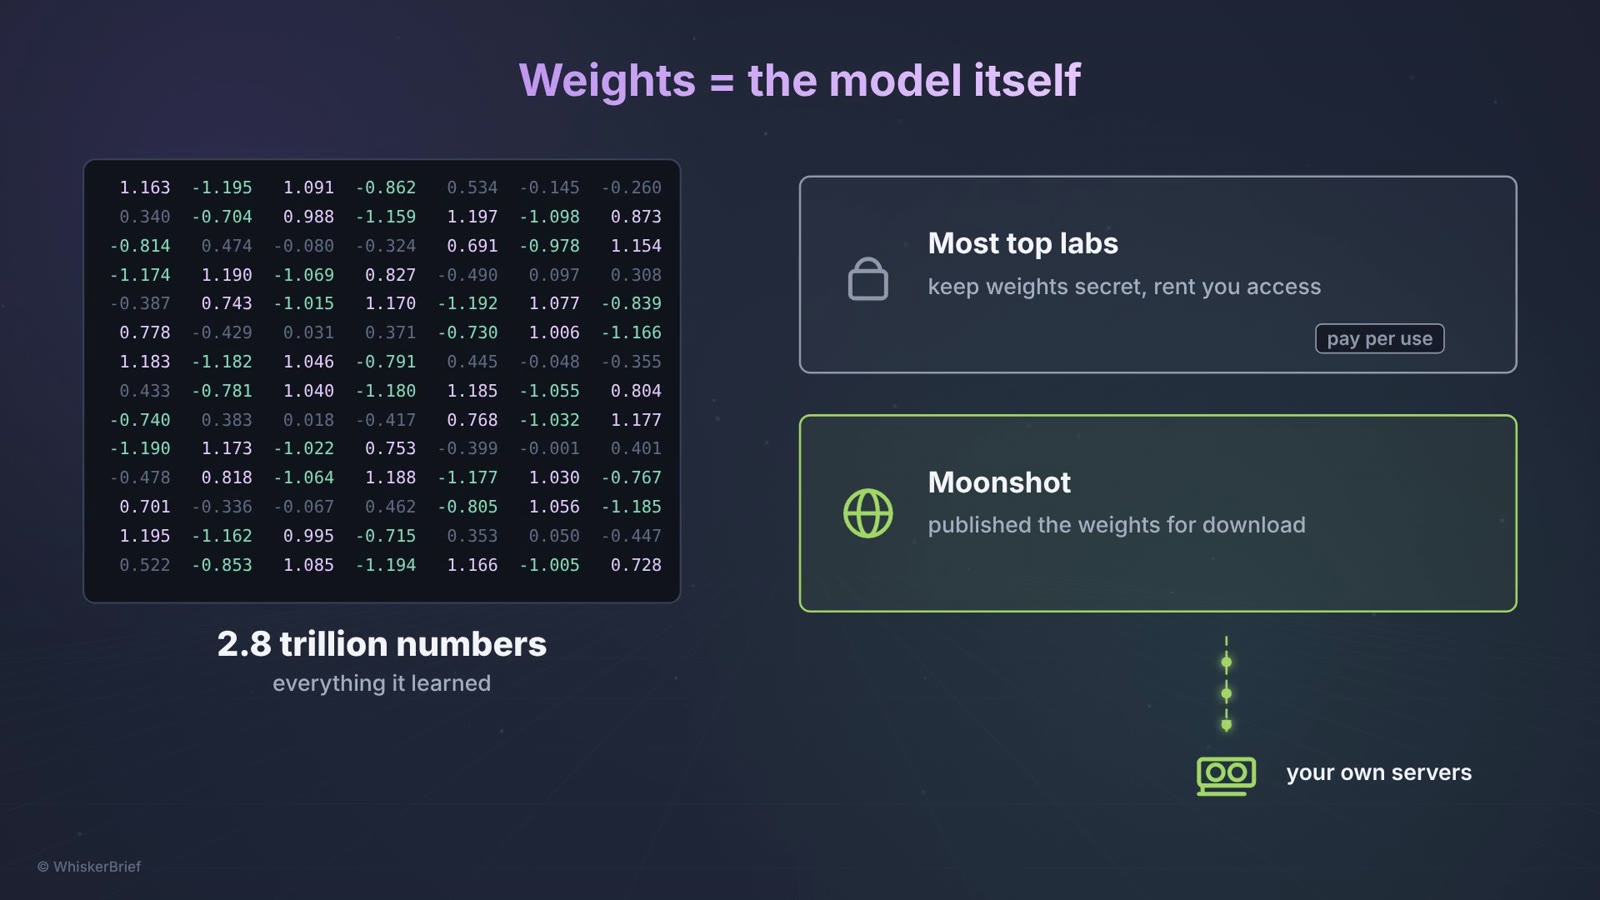 Weights = the model itself
1.163 -1.195 1.091 -0.862 0.534 -0.145 -0.260
0.340 -0.704 0.988 -1.159 1.197 -1.098 0.873
-0.814 0.474 -0.080 -0.324 0.691 -0.978 1.154
-1.174 1.190 -1.069 0.827 -0.490 0.097 0.308
-0.387 0.743 -1.015 1.170 -1.192 1.077 -0.839
0.778 -0.429 0.031 0.371 -0.730 1.006 -1.166
1.183 -1.182 1.046 -0.791 0.445 -0.048 -0.355
0.433 -0.781 1.040 -1.180 1.185 -1.055 0.804
-0.740 0.383 0.018 -0.417 0.768 -1.032 1.177
-1.190 1.173 -1.022 0.753 -0.399 -0.001 0.401
-0.478 0.818 -1.064 1.188 -1.177 1.030 -0.767
0.701 -0.336 -0.067 0.462 -0.805 1.056 -1.185
1.195 -1.162 0.995 -0.715 0.353 0.050 -0.447
0.522 -0.853 1.085 -1.194 1.166 -1.005 0.728
2.8 trillion numbers
everything it learned
Most top labs
keep weights secret, rent you access
pay per use
Moonshot
published the weights for download
your own servers
© WhiskerBrief